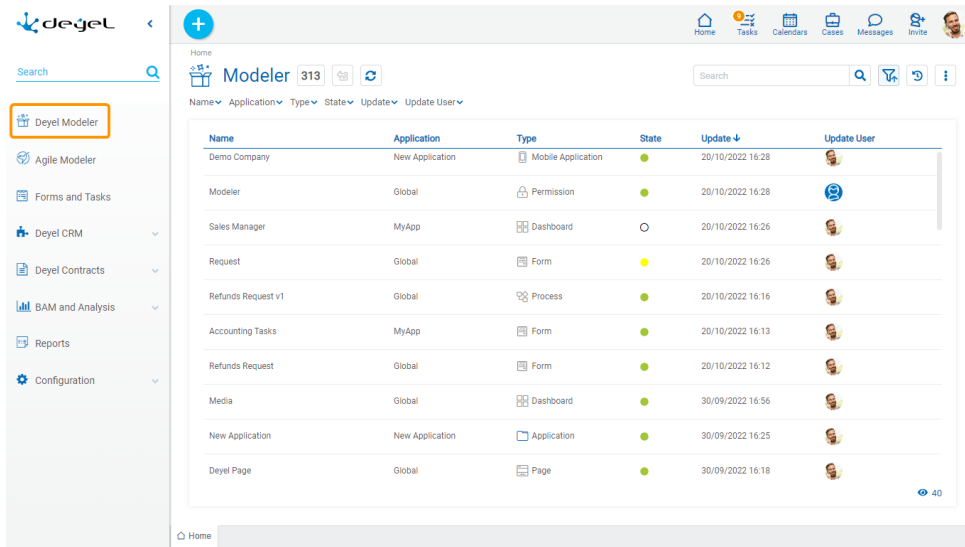 deyel
Search
Deyel Modeler
Agile Modeler
Forms and Tasks
Deyel CRM
Deyel Contracts
BAM and Analysis
Reports
Configuration
Home
9
Tasks
Calendars
Cases
Messages
Invite
Home
Modeler 313
Search
Name Application Type State Update Update User
Name Application Type State Update Update User
Demo Company New Application Mobile Application 20/10/2022 16:28
Modeler Global Permission 20/10/2022 16:28
Sales Manager MyApp Dashboard 20/10/2022 16:26
Request Global Form 20/10/2022 16:26
Refunds Request v1 Global Process 20/10/2022 16:16
Accounting Tasks MyApp Form 20/10/2022 16:13
Refunds Request Global Form 20/10/2022 16:12
Media Global Dashboard 30/09/2022 16:56
New Application New Application Application 30/09/2022 16:25
Deyel Page Global Page 30/09/2022 16:18
40
Home